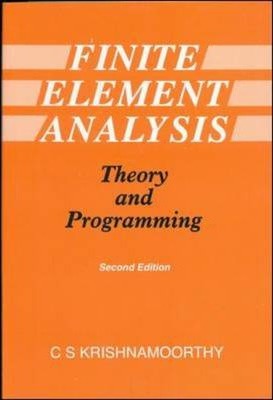 FINITE
ELEMENT
ANALYSIS
Theory
and
Programming
Second Edition
C S KRISHNAMOORTHY